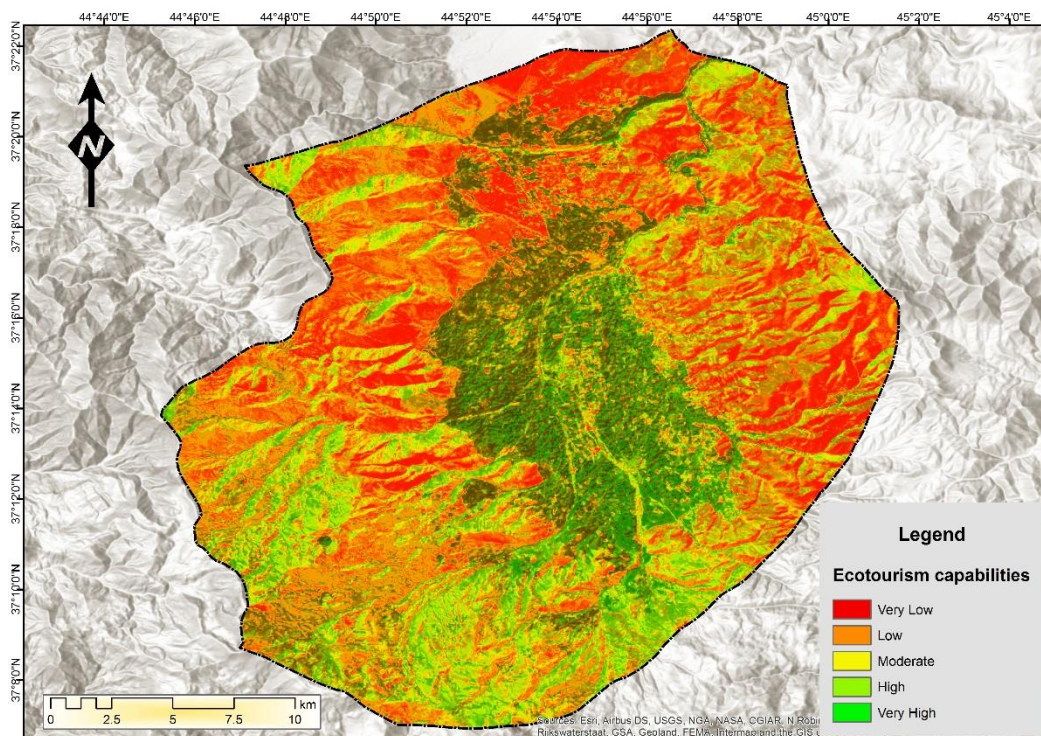 44°44'0"E 44°46'0"E 44°48'0"E 44°50'0"E 44°52'0"E 44°54'0"E 44°56'0"E 44°58'0"E 45°0'0"E 45°2'0"E 45°4'0"E
37°22'0"N
N
37°20'0"N
37°18'0"N
37°16'0"N
37°14'0"N
37°12'0"N
37°10'0"N
37°8'0"N
Legend
Ecotourism capabilities
Very Low
Low
Moderate
High
Very High
km
0 2.5 5 7.5 10
Sources: Esri, Airbus DS, USGS, NGA, NASA, CGIAR, N Robi
Rijkswaterstaat, GSA, Geoland, FEMA, Intermap and the GIS